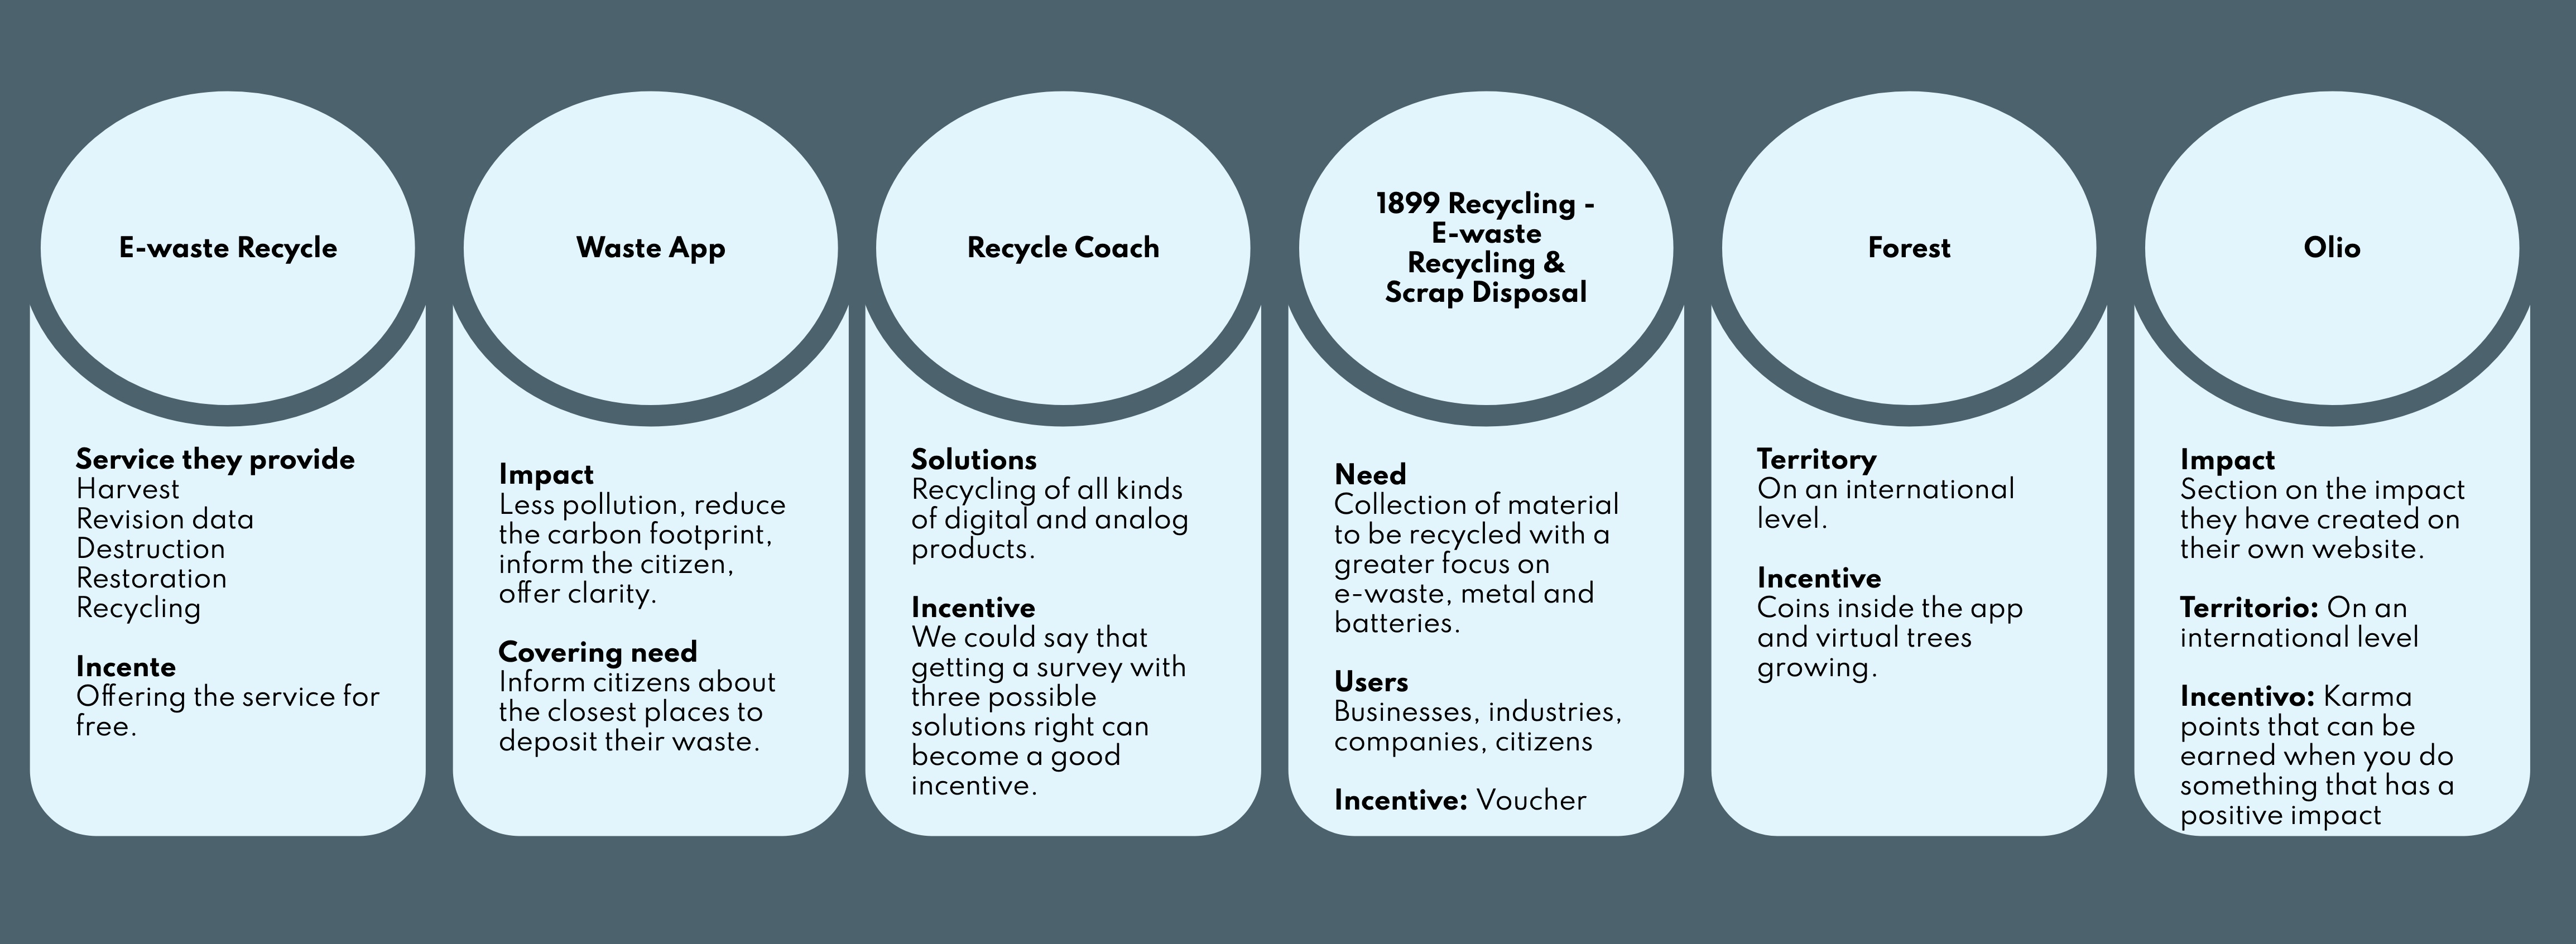 E-waste Recycle
Service they provide
Harvest
Revision data
Destruction
Restoration
Recycling
Incente
Offering the service for
free.
Waste App
Impact
Less pollution, reduce
the carbon footprint,
inform the citizen,
offer clarity.
Covering need
Inform citizens about
the closest places to
deposit their waste.
Recycle Coach
Solutions
Recycling of all kinds
of digital and analog
products.
Incentive
We could say that
getting a survey with
three possible
solutions right can
become a good
incentive.
1899 Recycling -
E-waste
Recycling &
Scrap Disposal
Need
Collection of material
to be recycled with a
greater focus on
e-waste, metal and
batteries.
Users
Businesses, industries,
companies, citizens
Incentive: Voucher
Forest
Territory
On an international
level.
Incentive
Coins inside the app
and virtual trees
growing.
Olio
Impact
Section on the impact
they have created on
their own website.
Territorio: On an
international level
Incentivo: Karma
points that can be
earned when you do
something that has a
positive impact